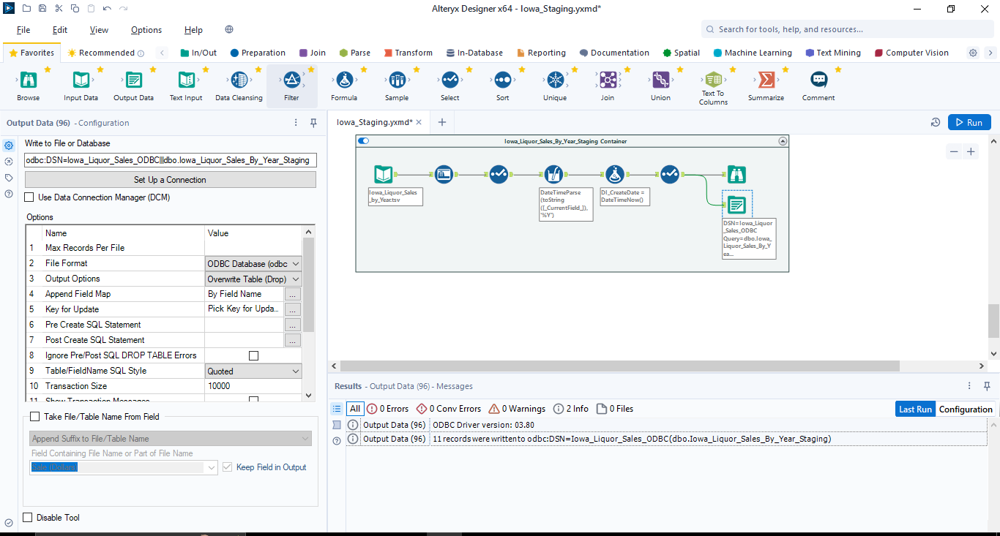 Alteryx Designer x64 - Iowa_Staging.yxmd*
File Edit View Options Help
Search for tools, help, and resources...
Favorites Recommended In/Out Preparation Join Parse Transform In-Database Reporting Documentation Spatial Machine Learning Text Mining Computer Vision
Browse Input Data Output Data Text Input Data Cleansing Filter Formula Sample Select Sort Unique Join Union Text To Columns Summarize Comment
Output Data (96) - Configuration
Write to File or Database
odbc:DSN=Iowa_Liquor_Sales_ODBC dbo.Iowa_Liquor_Sales_By_Year_Staging
Set Up a Connection
Use Data Connection Manager (DCM)
Options
Name Value
1 Max Records Per File
2 File Format ODBC Database (odbc
3 Output Options Overwrite Table (Drop)
4 Append Field Map By Field Name ...
5 Key for Update Pick Key for Upda... ...
6 Pre Create SQL Statement ...
7 Post Create SQL Statement ...
8 Ignore Pre/Post SQL DROP TABLE Errors
9 Table/FieldName SQL Style Quoted
10 Transaction Size 10000
11 Show Transaction Messages
Take File/Table Name From Field
Append Suffix to File/Table Name
Field Containing File Name or Part of File Name
Sale (Dollars)
Keep Field in Output
Disable Tool
Iowa_Staging.yxmd*
Run
Iowa_Liquor_Sales_By_Year_Staging Container
Iowa_Liquor_Sales
_by_Year.tsv
DateTimeParse
(toString
([_CurrentField_]),
'%Y')
DI_CreateDate =
DateTimeNow()
DSN=Iowa_Liquor
_Sales_ODBC
Query=dbo.Iowa_
Liquor_Sales_By_Y
ea...
Results - Output Data (96) - Messages
All 0 Errors 0 Conv Errors 0 Warnings 2 Info 0 Files Last Run Configuration
Output Data (96) ODBC Driver version: 03.80
Output Data (96) 11 records were written to odbc:DSN=Iowa_Liquor_Sales_ODBC(dbo.Iowa_Liquor_Sales_By_Year_Staging)